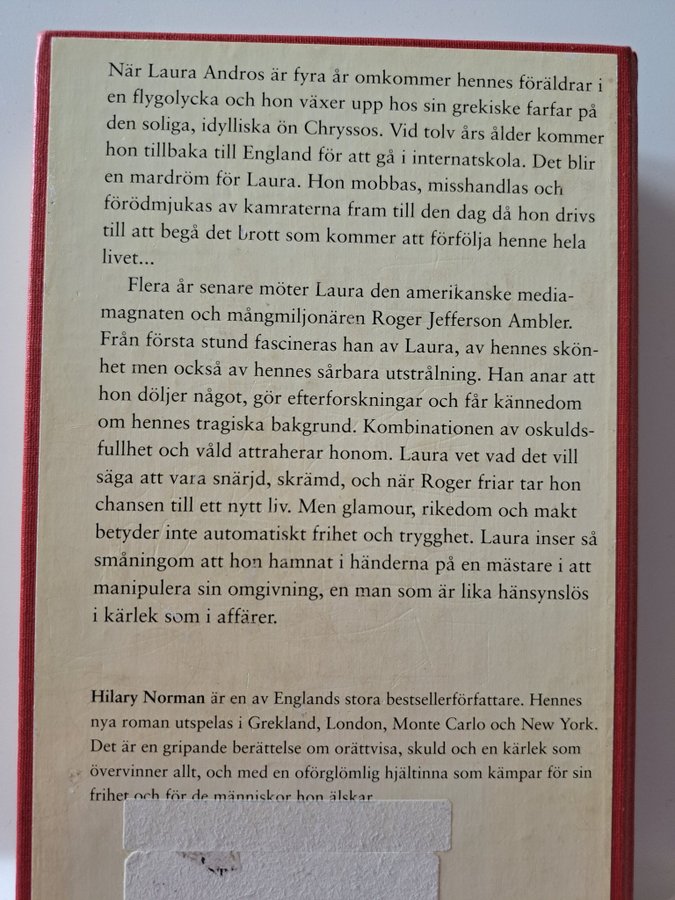 När Laura Andros är fyra år omkommer hennes föräldrar i
en flygolycka och hon växer upp hos sin grekiske farfar på
den soliga, idylliska ön Chryssos. Vid tolv års ålder kommer
hon tillbaka till England för att gå i internatskola. Det blir
en mardröm för Laura. Hon mobbas, misshandlas och
förödmjukas av kamraterna fram till den dag då hon drivs
till att begå det brott som kommer att förfölja henne hela
livet...
Flera år senare möter Laura den amerikanske media-
magnaten och mångmiljonären Roger Jefferson Ambler.
Från första stund fascineras han av Laura, av hennes skön-
het men också av hennes sårbara utstrålning. Han anar att
hon döljer något, gör efterforskningar och får kännedom
om hennes tragiska bakgrund. Kombinationen av oskulds-
fullhet och våld attraherar honom. Laura vet vad det vill
säga att vara snärjd, skrämd, och när Roger friar tar hon
chansen till ett nytt liv. Men glamour, rikedom och makt
betyder inte automatiskt frihet och trygghet. Laura inser så
småningom att hon hamnat i händerna på en mästare i att
manipulera sin omgivning, en man som är lika hänsynslös
i kärlek som i affärer.
Hilary Norman är en av Englands stora bestsellerförfattare. Hennes
nya roman utspelas i Grekland, London, Monte Carlo och New York.
Det är en gripande berättelse om orättvisa, skuld och en kärlek som
övervinner allt, och med en oförglömlig hjältinna som kämpar för sin
frihet och för de människor hon älskar